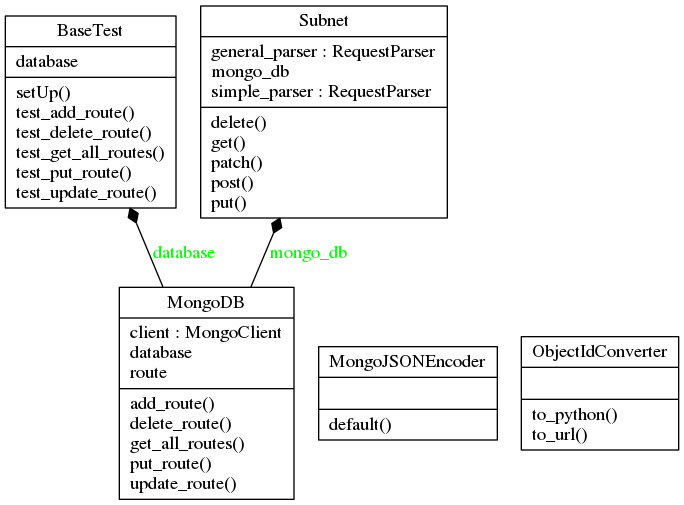 BaseTest
database
setUp()
test_add_route()
test_delete_route()
test_get_all_routes()
test_put_route()
test_update_route()
Subnet
general_parser : RequestParser
mongo_db
simple_parser : RequestParser
delete()
get()
patch()
post()
put()
database
mongo_db
MongoDB
client : MongoClient
database
route
add_route()
delete_route()
get_all_routes()
put_route()
update_route()
MongoJSONEncoder
default()
ObjectIdConverter
to_python()
to_url()